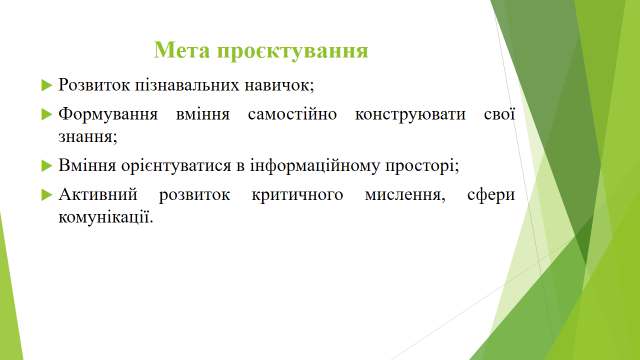 Мета проєктування
Розвиток пізнавальних навичок;
Формування вміння самостійно конструювати свої
знання;
Вміння орієнтуватися в інформаційному просторі;
Активний розвиток критичного мислення, сфери
комунікації.